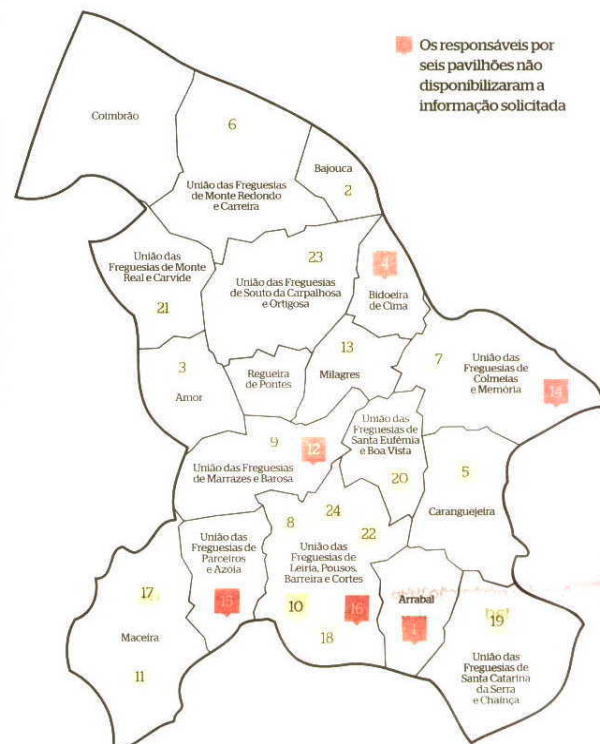 Os responsáveis por
seis pavilhões não
disponibilizaram a
informação solicitada
Coimbrão
6
União das Freguesias
de Monte Redondo
e Carreira
Bajouca
2
União das
Freguesias de Monte
Real e Carvide
21
23
União das Freguesias
de Souto da Carpalhosa
e Ortigosa
4
Bidoeira
de Cima
3
Amor
Regueira
de Pontes
13
Milagres
7
União das
Freguesias de
Colmeias
e Memória
14
9
12
União das Freguesias
de Marrazes e Barosa
União das
Freguesias de
Santa Eufémia
e Boa Vista
20
5
Caranguejeira
União das
Freguesias de
Parceiros
e Azoia
15
8
24
22
União das
Freguesias de
Leiria, Pousos,
Barreira e Cortes
10
16
18
Arrabal
1
17
Maceira
11
19
União das
Freguesias de
Santa Catarina
da Serra
e Chainça